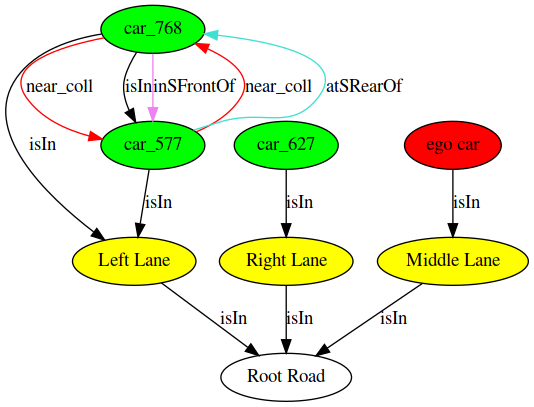 car_768
near_coll
isIn
inSFrontOf
near_coll
atSRearOf
isIn
car_577
car_627
ego car
isIn
isIn
isIn
Left Lane
Right Lane
Middle Lane
isIn
isIn
isIn
Root Road